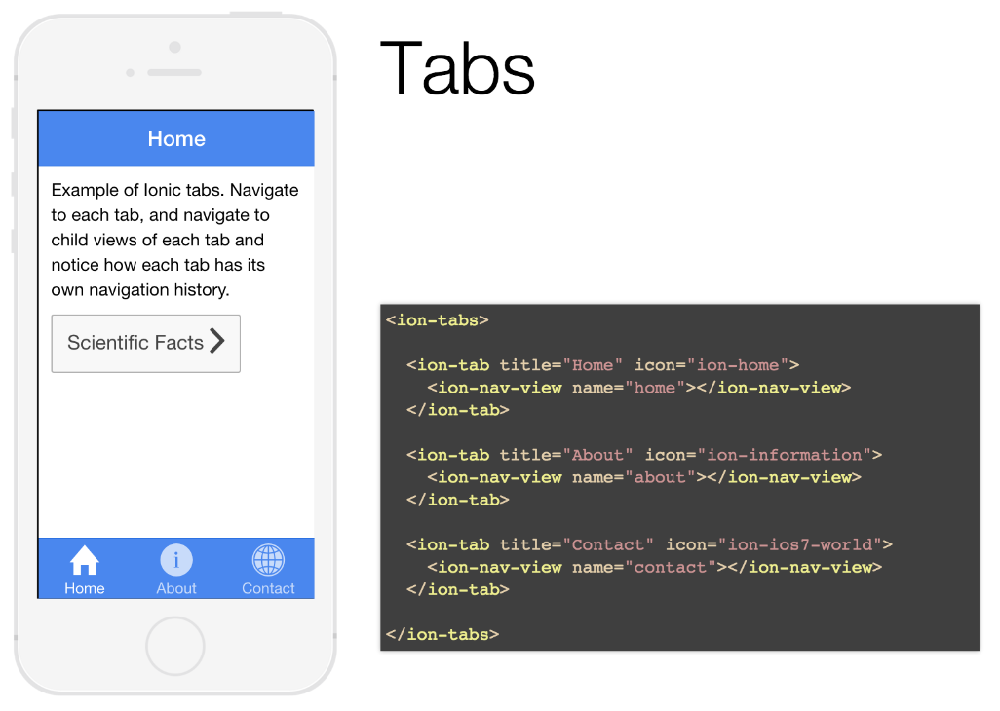 Tabs
Home
Example of Ionic tabs. Navigate
to each tab, and navigate to
child views of each tab and
notice how each tab has its
own navigation history.
Scientific Facts
Home
About
Contact
<ion-tabs>
<ion-tab title="Home" icon="ion-home">
<ion-nav-view name="home"></ion-nav-view>
</ion-tab>
<ion-tab title="About" icon="ion-information">
<ion-nav-view name="about"></ion-nav-view>
</ion-tab>
<ion-tab title="Contact" icon="ion-ios7-world">
<ion-nav-view name="contact"></ion-nav-view>
</ion-tab>
</ion-tabs>